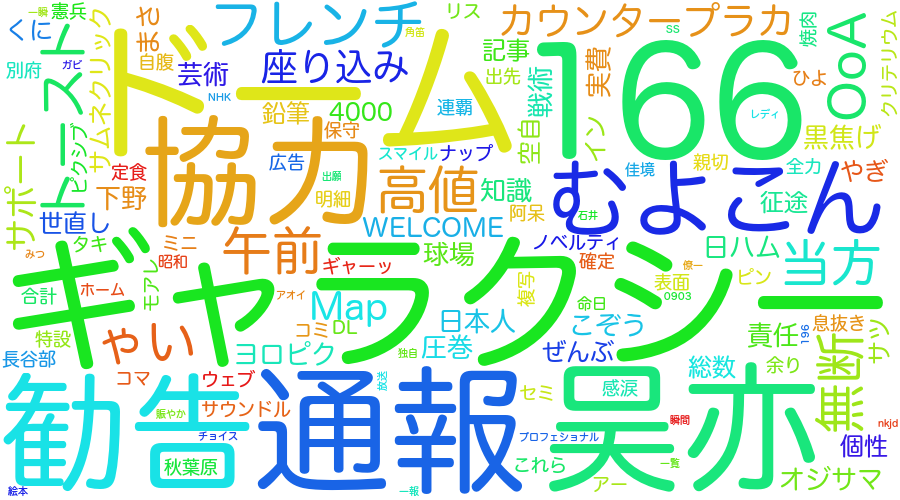 一瞬
憲兵
フレンチ
リス
カウンタープラカ
くに
まさ
ドーム
166
OoA
焼肉
クリテリウム
ss
角笛
自腹
芸術
座り込み
記事
出先
戦術
実費
ひよ
別府
ガピ
トースト
サムネクリック
ピクシブ
NHK
鉛筆
4000
連覇
レディ
保守
空自
イン
黒焦げ
サポート
定食
協力
広告
スマイル
ナップ
佳境
親切
全力
やぎ
下野
出願
明細
高値
知識
阿呆
むよこん
征途
世直し
石井
WELCOME
タキ
ミニ
午前
球場
ノベルティ
日ハム
当方
みつ
昭和
モアレ
ギャラクシー
ギャーッ
確定
僚一
合計
ホーム
アオイ
複写
表面
ピン
Map
命日
0903
特設
ゃい
コミ
DL
日本人
こぞう
責任
息抜き
196
サッ
長谷部
ヨロピク
独自
圧巻
ぜんぶ
無断
コマ
ウェブ
放送
総数
余り
勧告
通報
セミ
感涙
呉亦
賑やか
サウンドル
瞬間
nkjd
チョイス
プロフェショナル
個性
秋葉原
これら
一覧
オジサマ
絵本
一報
アー